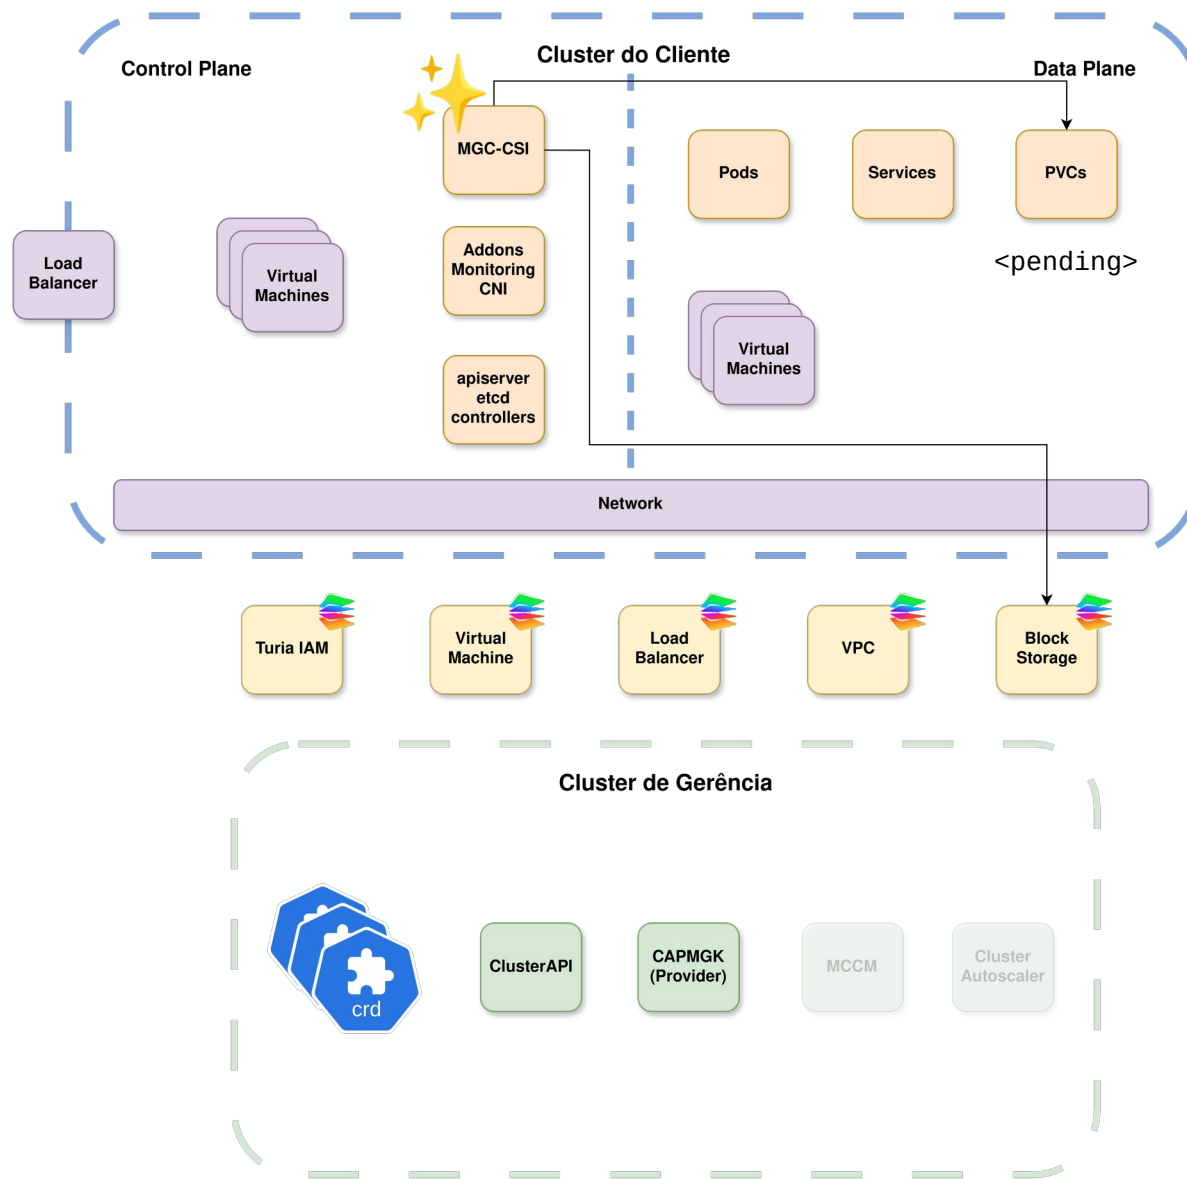 Cluster do Cliente
Control Plane
Data Plane
MGC-CSI
Pods
Services
PVCs
<pending>
Load
Balancer
Virtual
Machines
Addons
Monitoring
CNI
Virtual
Machines
apiserver
etcd
controllers
Network
Turia IAM
Virtual
Machine
Load
Balancer
VPC
Block
Storage
Cluster de Gerência
crd
ClusterAPI
CAPMGK
(Provider)
MCCM
Cluster
Autoscaler